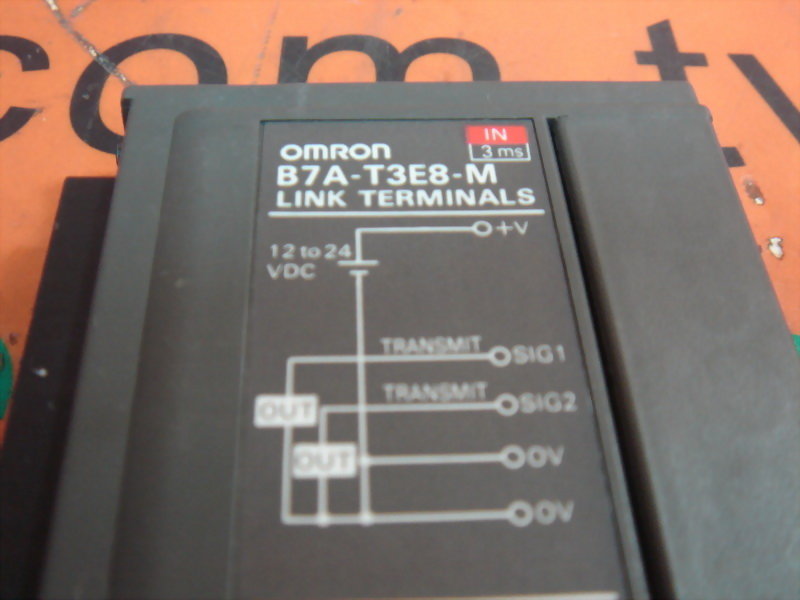 com.tv
IN
3 ms
OMRON
B7A-T3E8-M
LINK TERMINALS
+V
12 to 24
VDC
TRANSMIT
SIG1
TRANSMIT
OUT
SIG2
OUT
0V
0V